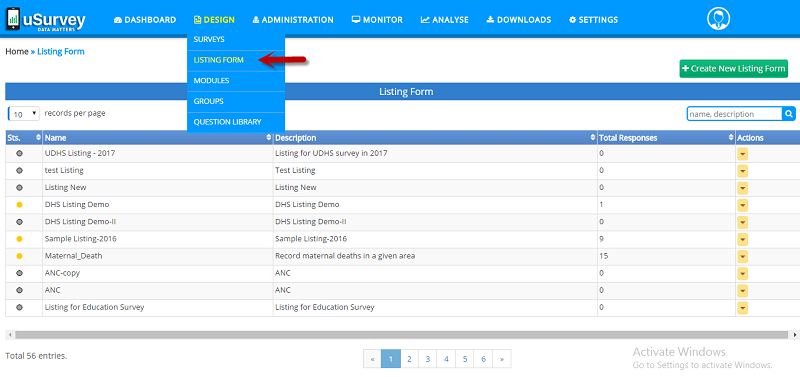 uSurvey
DATA MATTERS
DASHBOARD DESIGN ADMINISTRATION MONITOR ANALYSE DOWNLOADS SETTINGS
SURVEYS
LISTING FORM
MODULES
GROUPS
QUESTION LIBRARY
Home » Listing Form
+ Create New Listing Form
Listing Form
10 records per page
name, description
Sts. Name Description Total Responses Actions
UDHS Listing - 2017 Listing for UDHS survey in 2017 0
test Listing Test Listing 0
Listing New Listing New 0
DHS Listing Demo DHS Listing Demo 1
DHS Listing Demo-II DHS Listing Demo-II 0
Sample Listing-2016 Sample Listing-2016 9
Maternal_Death Record maternal deaths in a given area 15
ANC-copy ANC 0
ANC ANC 0
Listing for Education Survey Listing for Education Survey 0
Total 56 entries.
« 1 2 3 4 5 6 »
Activate Windows
Go to Settings to activate Windows.